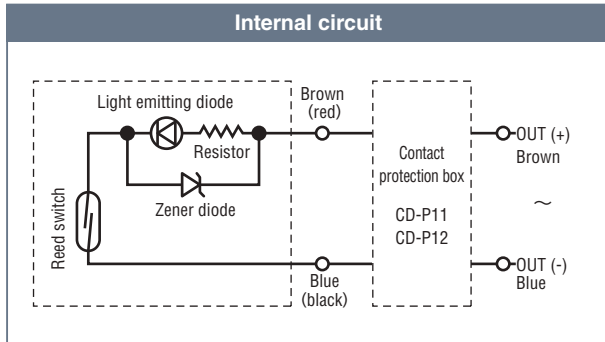 Internal circuit
Light emitting diode
Resistor
Zener diode
Reed switch
Brown
(red)
Blue
(black)
Contact
protection box
CD-P11
CD-P12
OUT (+)
Brown
~
OUT (-)
Blue